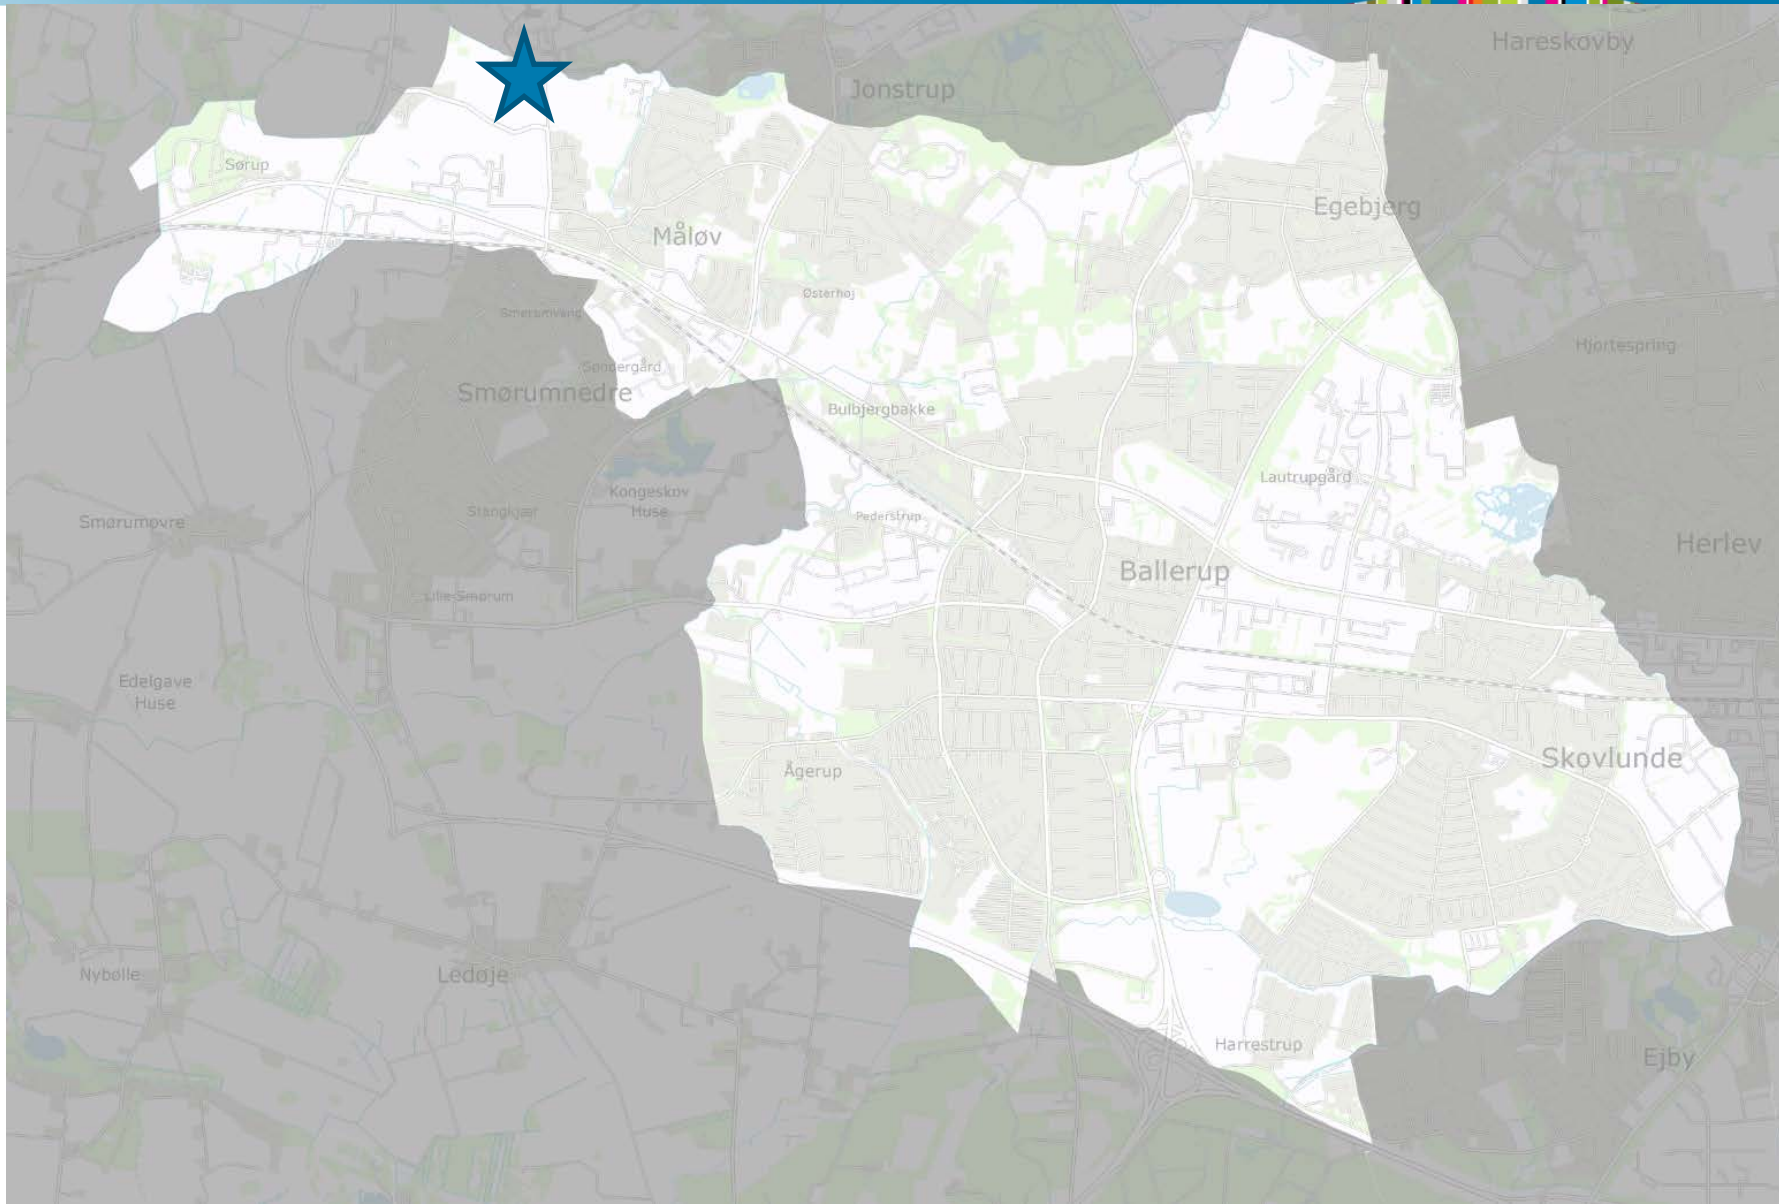 Hareskovby
Jonstrup
Sørup
Egebjerg
Måløv
Østerhøj
Smørumvang
Hjortespring
Søndergård
Smørumnedre
Bulbjergbakke
Lautrupgård
Kongeskov
Huse
Stangkjær
Pederstrup
Smørumovre
Herlev
Ballerup
Lille-Smørum
Edelgave
Huse
Skovlunde
Ågerup
Nybølle
Ledøje
Harrestrup
Ejby